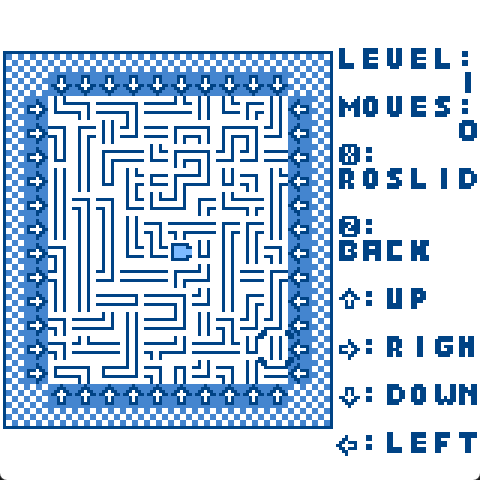 LEVEL:
1
MOVES:
0
X:
ROSLID
Z:
BACK
⇧: UP
⇨: RIGH
⇩: DOWN
⇦: LEFT